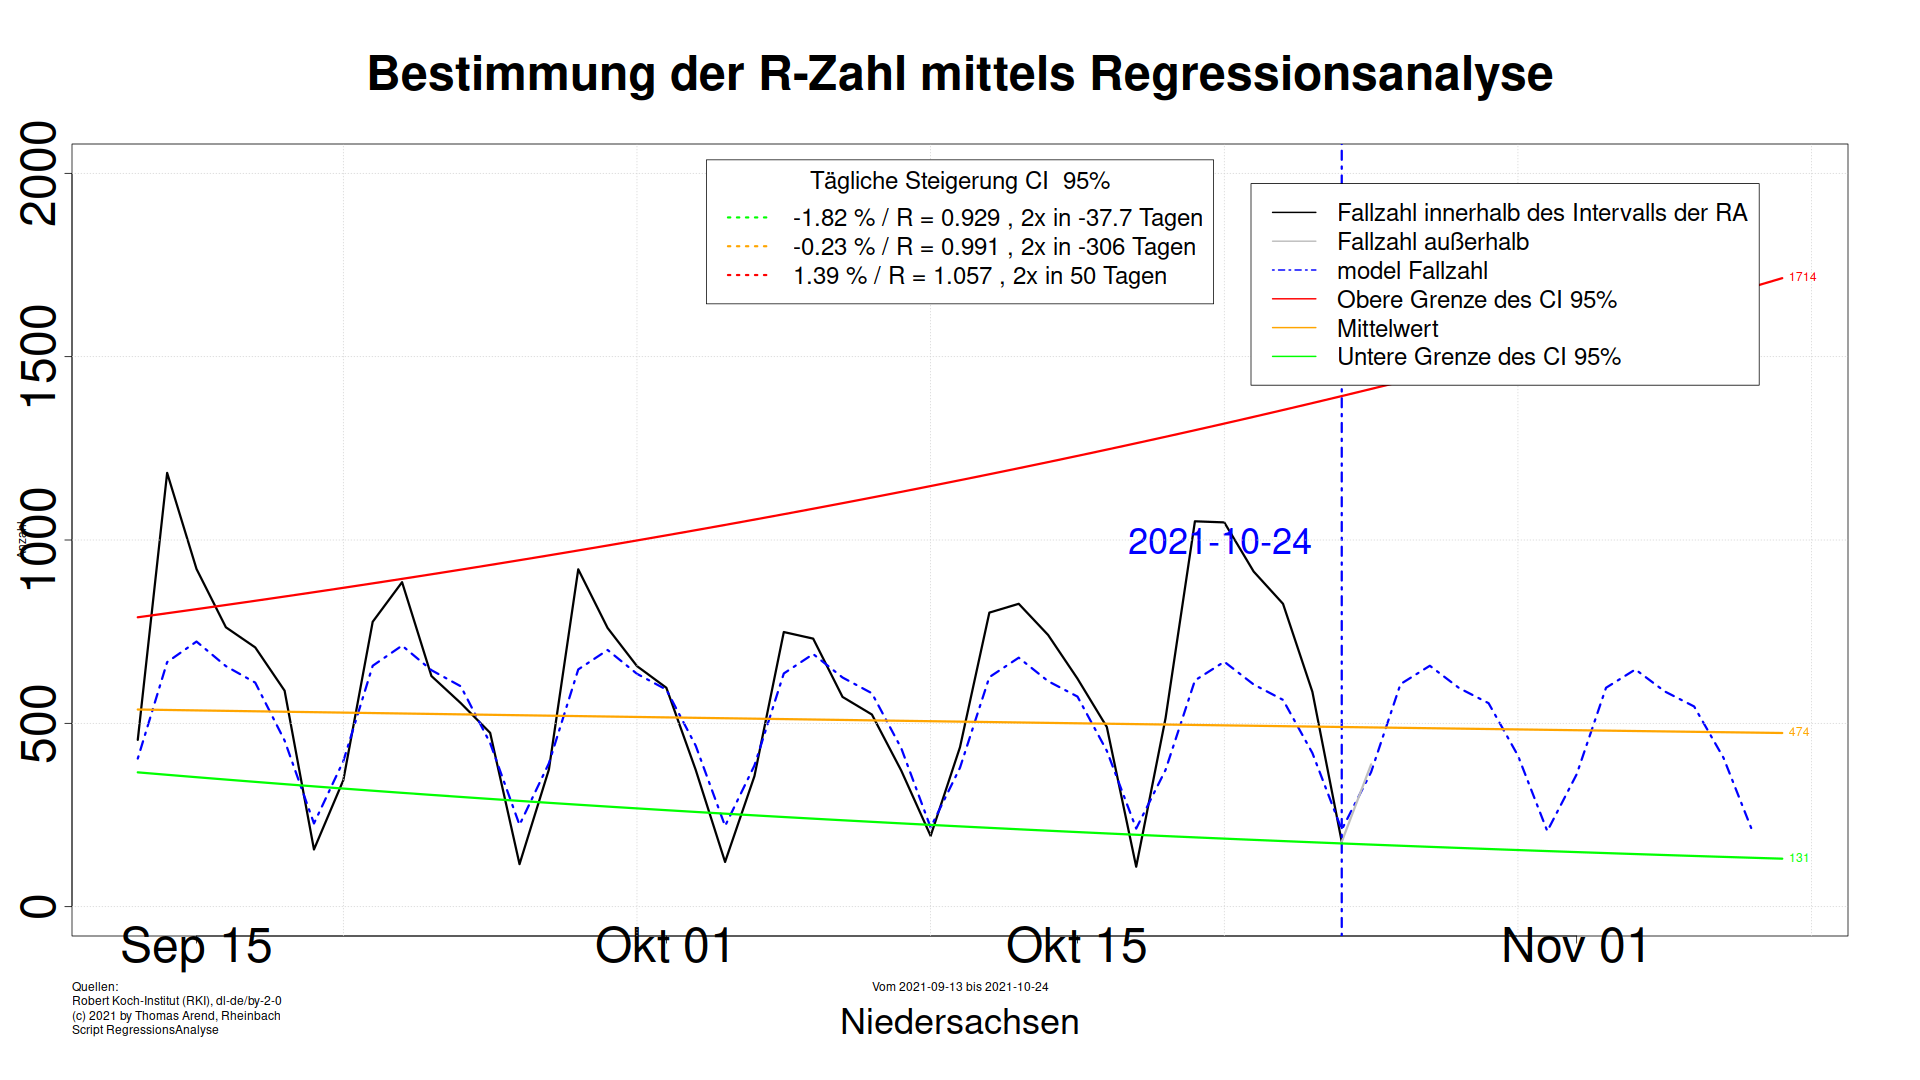 Bestimmung der R-Zahl mittels Regressionsanalyse
Anzahl
2000
1500
1000
500
0
Tägliche Steigerung CI  95%
-1.82 % / R = 0.929 , 2x in -37.7 Tagen
-0.23 % / R = 0.991 , 2x in -306 Tagen
1.39 % / R = 1.057 , 2x in 50 Tagen
Fallzahl innerhalb des Intervalls der RA
Fallzahl außerhalb
model Fallzahl
Obere Grenze des CI 95%
Mittelwert
Untere Grenze des CI 95%
1714
2021-10-24
474
131
Sep 15 Okt 01 Okt 15 Nov 01
Quellen:
Robert Koch-Institut (RKI), dl-de/by-2-0
(c) 2021 by Thomas Arend, Rheinbach
Script RegressionsAnalyse
Vom 2021-09-13 bis 2021-10-24
Niedersachsen